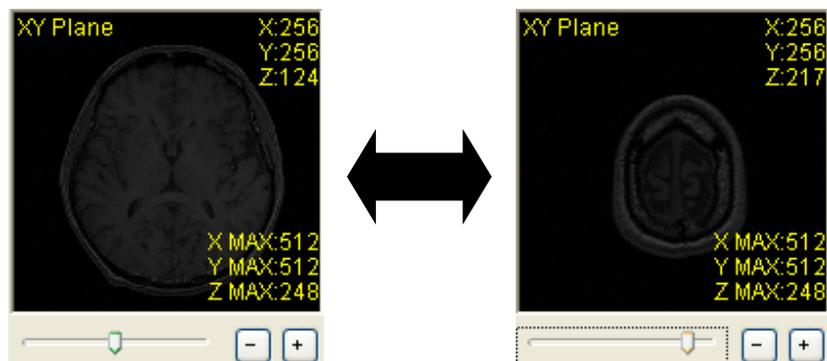 XY Plane X:256
Y:256
Z:124
X MAX:512
Y MAX:512
Z MAX:248
- +
XY Plane X:256
Y:256
Z:217
X MAX:512
Y MAX:512
Z MAX:248
- +